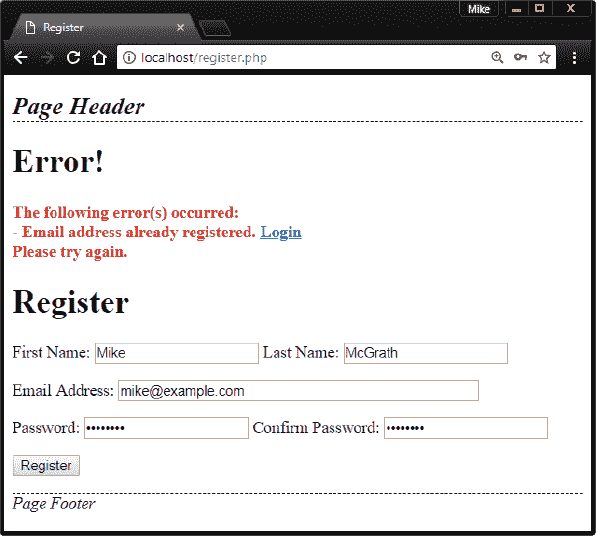 Mike
Register
localhost/register.php
Page Header
Error!
The following error(s) occurred:
- Email address already registered. Login
Please try again.
Register
First Name: Mike Last Name: McGrath
Email Address: mike@example.com
Password: •••••••• Confirm Password: ••••••••
Register
Page Footer